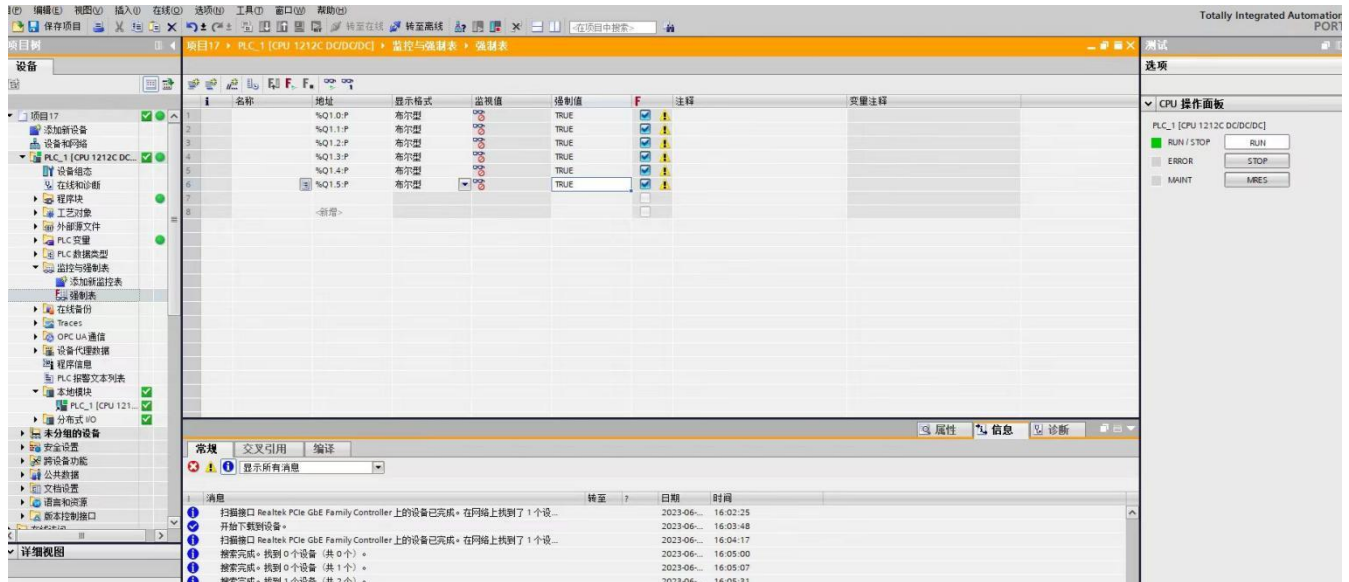 编辑(E) 视图(V) 插入(I) 在线(O) 选项(N) 工具(T) 窗口(W) 帮助(H)
Totally Integrated Automation
PORT
保存项目 转至在线 转至离线 <在项目中搜索>
项目树
项目17 ▸ PLC_1 [CPU 1212C DC/DC/DC] ▸ 监控与强制表 ▸ 强制表
测试
设备
选项
i 名称 地址 显示格式 监视值 强制值 F 注释 变量注释
1 %Q1.0:P 布尔型 TRUE
2 %Q1.1:P 布尔型 TRUE
3 %Q1.2:P 布尔型 TRUE
4 %Q1.3:P 布尔型 TRUE
5 %Q1.4:P 布尔型 TRUE
6 %Q1.5:P 布尔型 TRUE
7
8 <新增>
CPU 操作面板
PLC_1 [CPU 1212C DC/DC/DC]
RUN / STOP RUN
ERROR STOP
MAINT MRES
项目17
添加新设备
设备和网络
PLC_1 [CPU 1212C DC...
设备组态
在线和诊断
程序块
工艺对象
外部源文件
PLC 变量
PLC 数据类型
监控与强制表
添加新监控表
强制表
在线备份
Traces
OPC UA 通信
设备代理数据
程序信息
PLC 报警文本列表
本地模块
PLC_1 [CPU 121...
分布式 I/O
未分组的设备
安全设置
跨设备功能
公共数据
文档设置
语言和资源
版本控制接口
详细视图
属性 信息 诊断
常规 交叉引用 编译
显示所有消息
! 消息 转至 ? 日期 时间
扫描接口 Realtek PCIe GbE Family Controller 上的设备已完成。在网络上找到了 1 个设... 2023-06-... 16:02:25
开始下载到设备。 2023-06-... 16:03:48
扫描接口 Realtek PCIe GbE Family Controller 上的设备已完成。在网络上找到了 1 个设... 2023-06-... 16:04:17
搜索完成。找到 0 个设备（共 0 个）。 2023-06-... 16:05:00
搜索完成。找到 0 个设备（共 1 个）。 2023-06-... 16:05:07
搜索完成。找到 1 个设备（共 2 个）。 2023-06-... 16:05:31